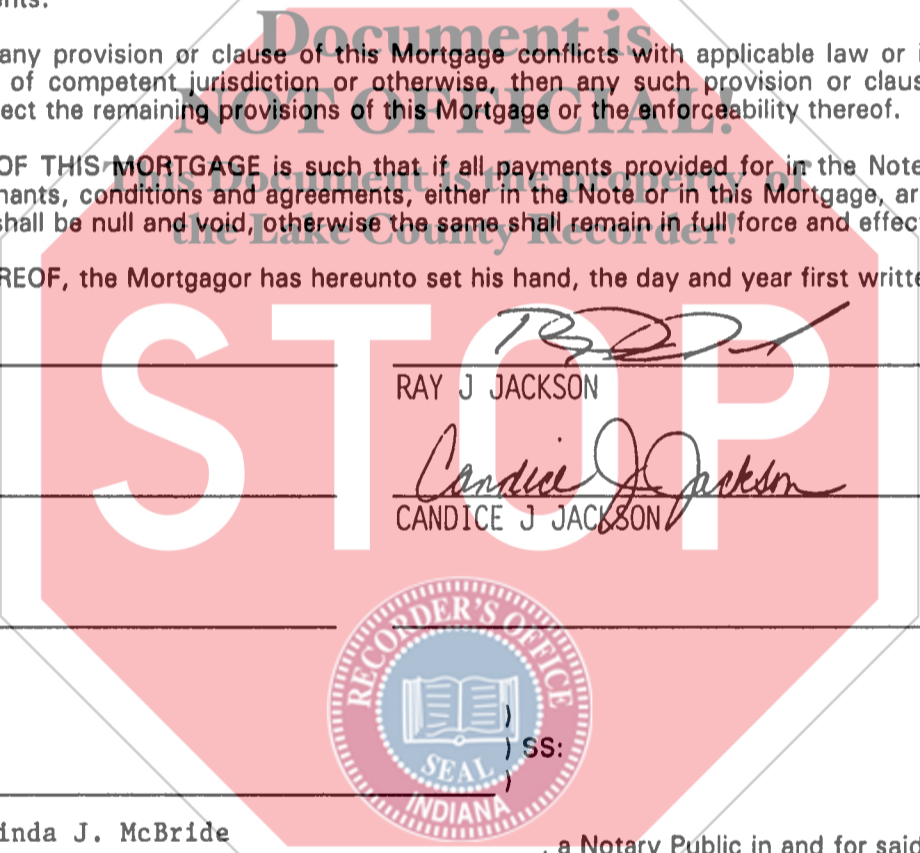 Document is
any provision or clause of this Mortgage conflicts with applicable law or
of competent jurisdiction or otherwise, then any such provision or claus
NOT OFFICIAL!
ect the remaining provisions of this Mortgage or the enforceability thereof.
OF THIS MORTGAGE is such that if all payments provided for in the Note
This Document is the property of
nants, conditions and agreements, either in the Note or in this Mortgage, ar
shall be null and void, otherwise the same shall remain in full force and effec
the Lake County Recorder!
REOF, the Mortgagor has hereunto set his hand, the day and year first writte
STOP
RAY J JACKSON
Candice J Jackson
CANDICE J JACKSON
RECORDER'S OFFICE
SEAL
INDIANA
)
) SS:
)
inda J. McBride
, a Notary Public in and for said